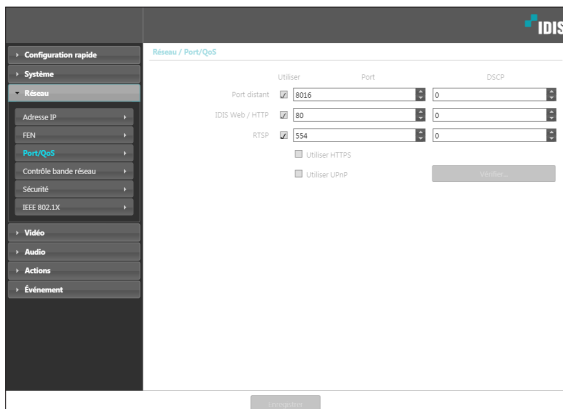 IDIS
Configuration rapide
Système
Réseau
Adresse IP
FEN
Port/QoS
Contrôle bande réseau
Sécurité
IEEE 802.1X
Vidéo
Audio
Actions
Événement
Réseau / Port/QoS
Utiliser Port DSCP
Port distant 8016 0
IDIS Web / HTTP 80 0
RTSP 554 0
Utiliser HTTPS
Utiliser UPnP Vérifier...
Enregistrer